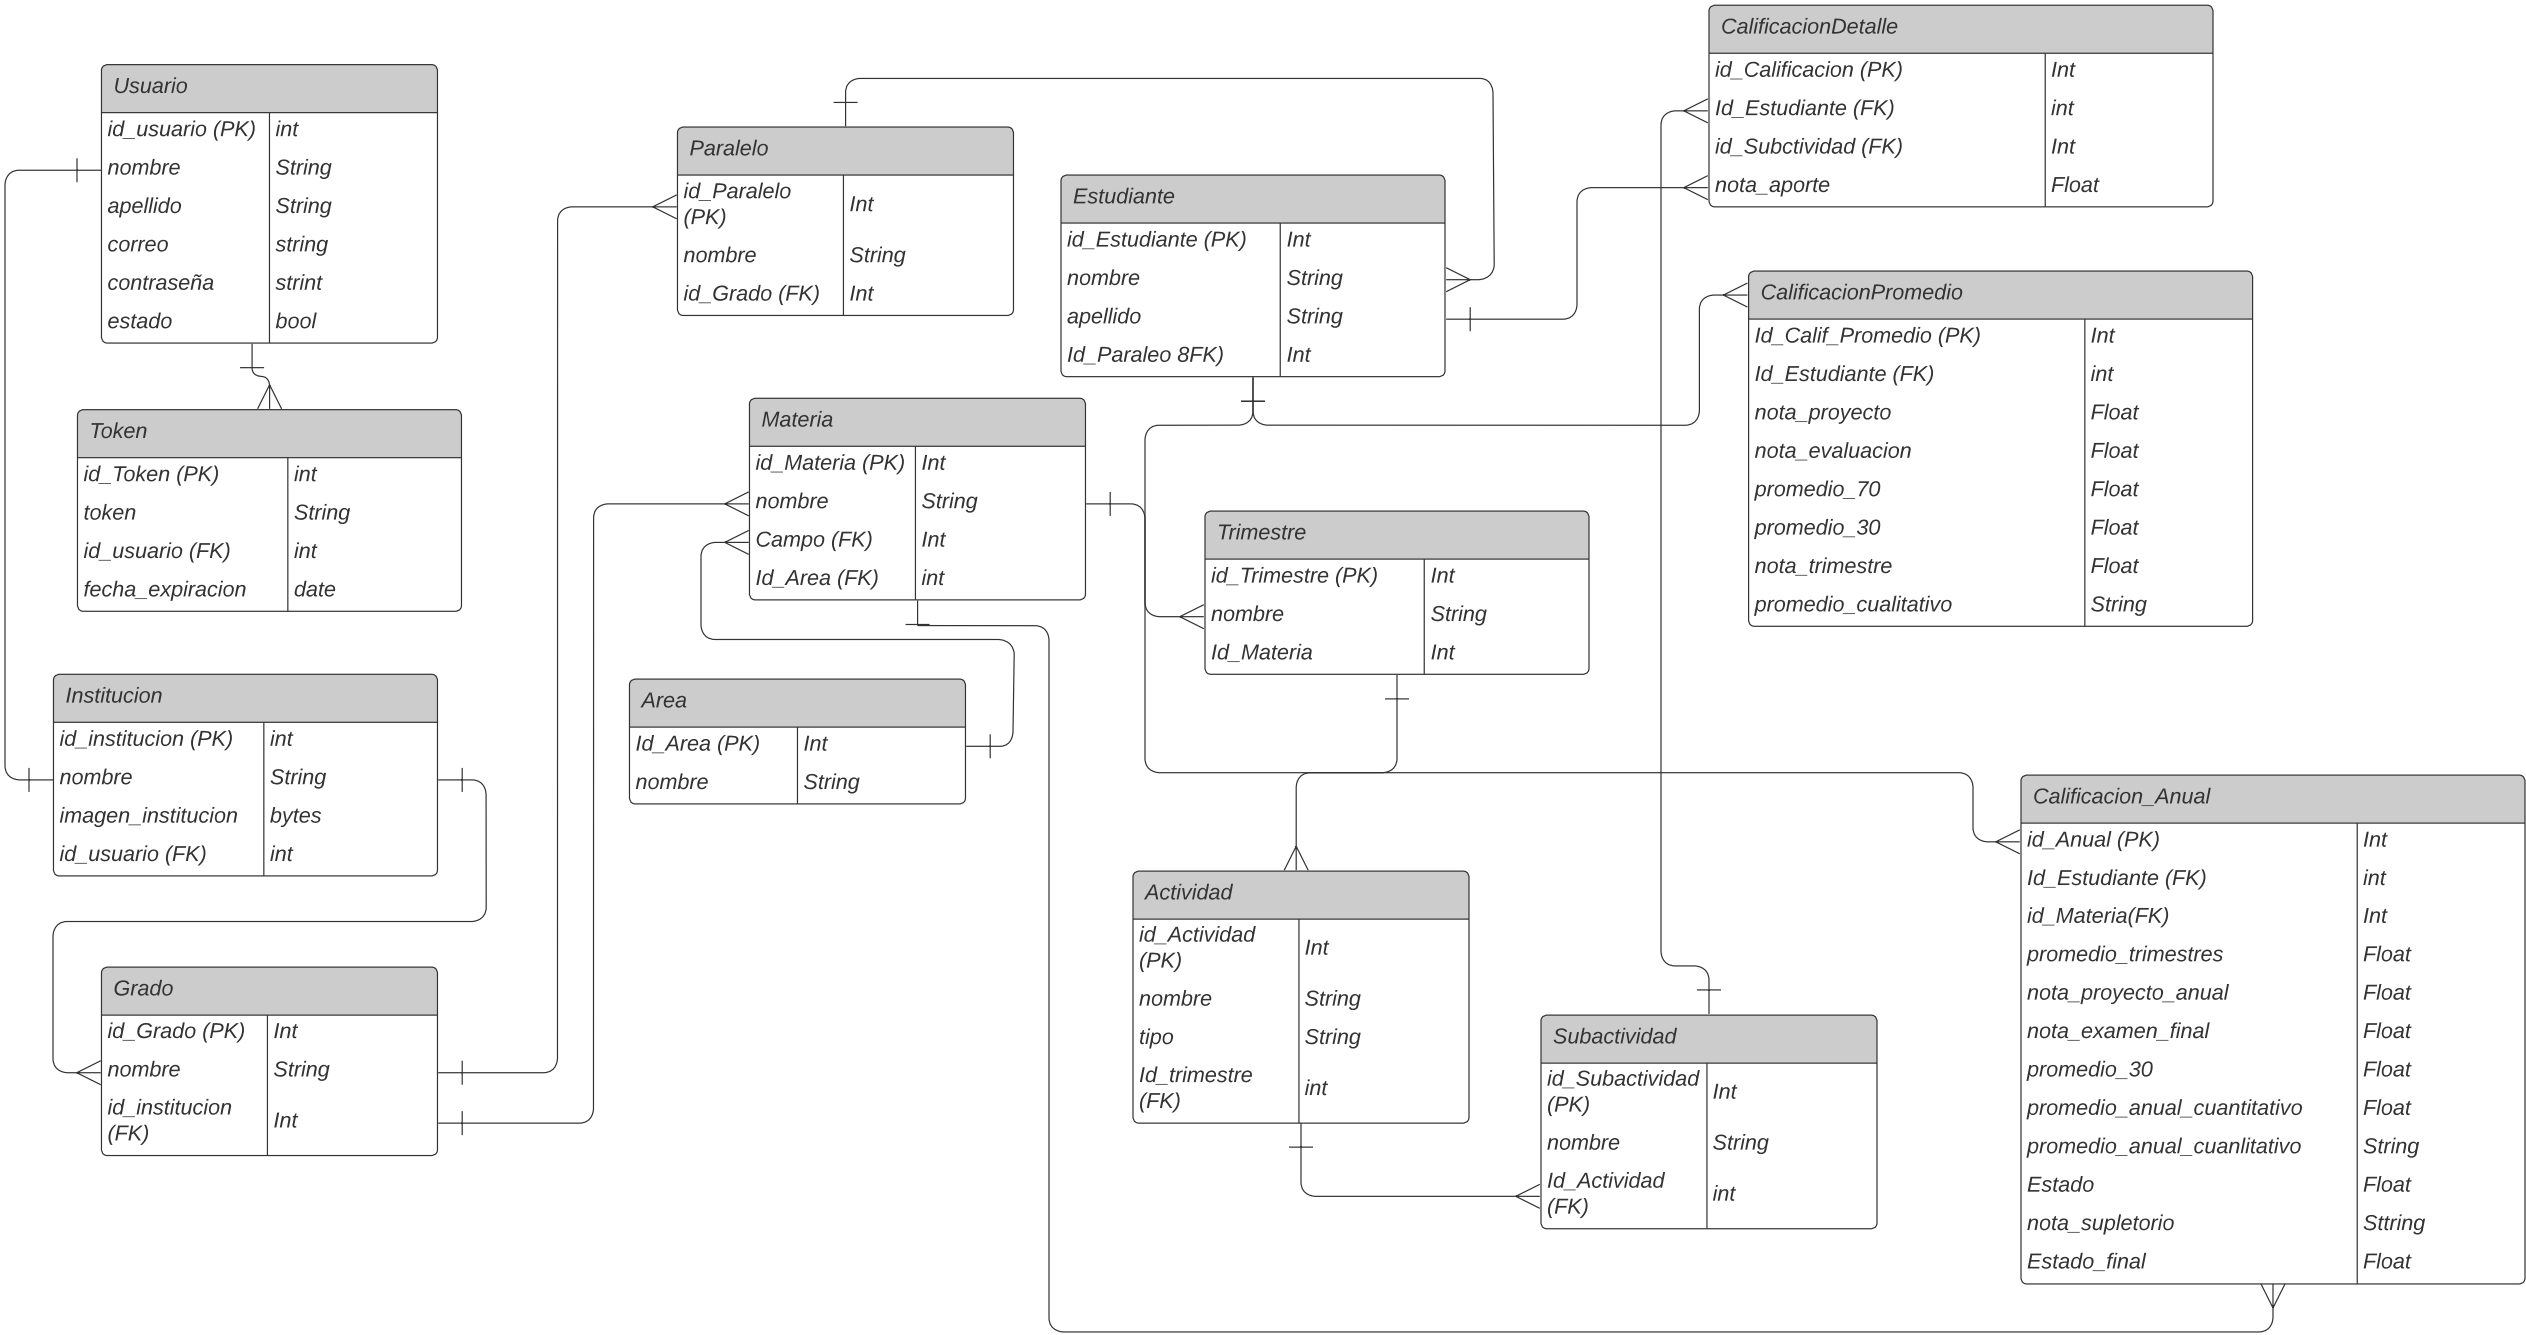 Usuario
id_usuario (PK) int
nombre String
apellido String
correo string
contraseña strint
estado bool
Token
id_Token (PK) int
token String
id_usuario (FK) int
fecha_expiracion date
Institucion
id_institucion (PK) int
nombre String
imagen_institucion bytes
id_usuario (FK) int
Grado
id_Grado (PK) Int
nombre String
id_institucion
(FK) Int
Paralelo
id_Paralelo
(PK) Int
nombre String
id_Grado (FK) Int
Materia
id_Materia (PK) Int
nombre String
Campo (FK) Int
Id_Area (FK) int
Area
Id_Area (PK) Int
nombre String
Estudiante
id_Estudiante (PK) Int
nombre String
apellido String
Id_Paraleo 8FK) Int
Trimestre
id_Trimestre (PK) Int
nombre String
Id_Materia Int
Actividad
id_Actividad
(PK) Int
nombre String
tipo String
Id_trimestre
(FK) int
Subactividad
id_Subactividad
(PK) Int
nombre String
Id_Actividad
(FK) int
CalificacionDetalle
id_Calificacion (PK) Int
Id_Estudiante (FK) int
id_Subctividad (FK) Int
nota_aporte Float
CalificacionPromedio
Id_Calif_Promedio (PK) Int
Id_Estudiante (FK) int
nota_proyecto Float
nota_evaluacion Float
promedio_70 Float
promedio_30 Float
nota_trimestre Float
promedio_cualitativo String
Calificacion_Anual
id_Anual (PK) Int
Id_Estudiante (FK) int
id_Materia(FK) Int
promedio_trimestres Float
nota_proyecto_anual Float
nota_examen_final Float
promedio_30 Float
promedio_anual_cuantitativo Float
promedio_anual_cuanlitativo String
Estado Float
nota_supletorio Sttring
Estado_final Float